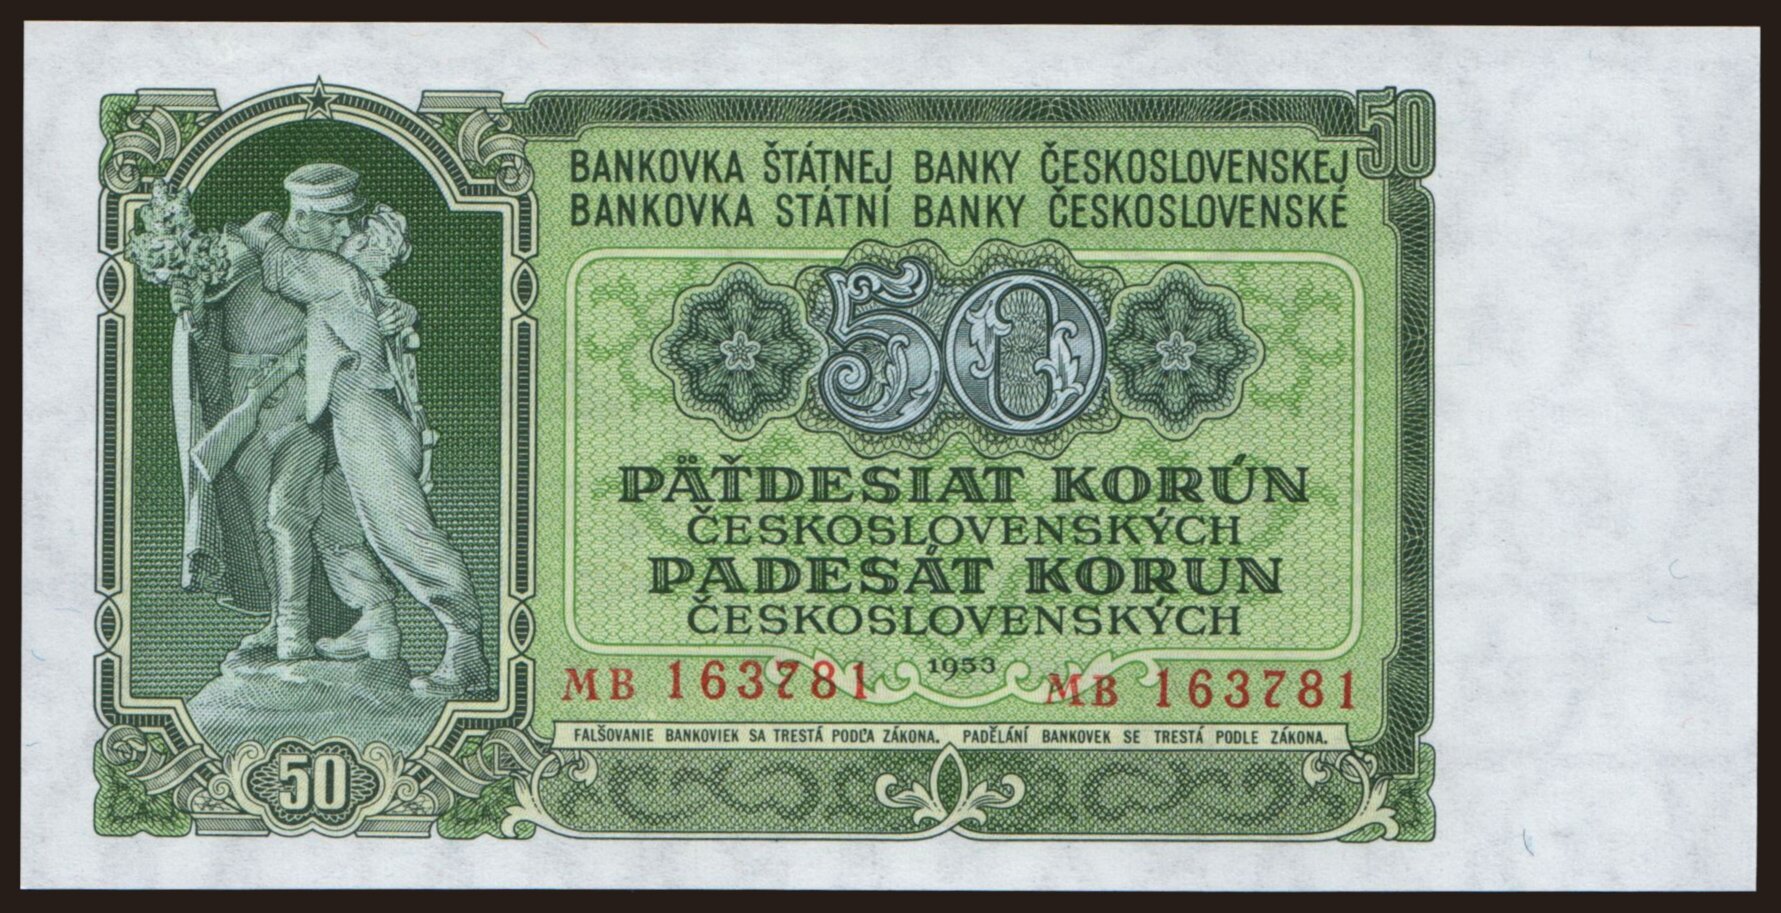 50
BANKOVKA ŠTÁTNEJ BANKY ČESKOSLOVENSKEJ
BANKOVKA STÁTNÍ BANKY ČESKOSLOVENSKÉ
50
PÄŤDESIAT KORÚN
ČESKOSLOVENSKÝCH
PADESÁT KORUN
ČESKOSLOVENSKÝCH
1953
MB 163781 MB 163781
FALŠOVANIE BANKOVIEK SA TRESTÁ PODĽA ZÁKONA. PADĚLÁNÍ BANKOVEK SE TRESTÁ PODLE ZÁKONA.
50